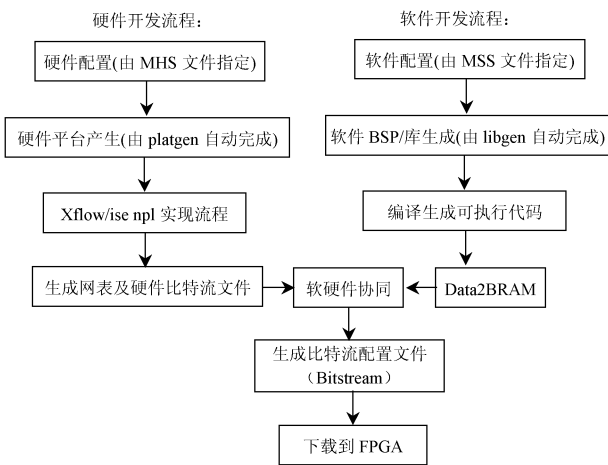 硬件开发流程：
软件开发流程：
硬件配置(由 MHS 文件指定)
软件配置(由 MSS 文件指定)
硬件平台产生(由 platgen 自动完成)
软件 BSP/库生成(由 libgen 自动完成)
Xflow/ise npl 实现流程
编译生成可执行代码
生成网表及硬件比特流文件
软硬件协同
Data2BRAM
生成比特流配置文件
（Bitstream）
下载到 FPGA